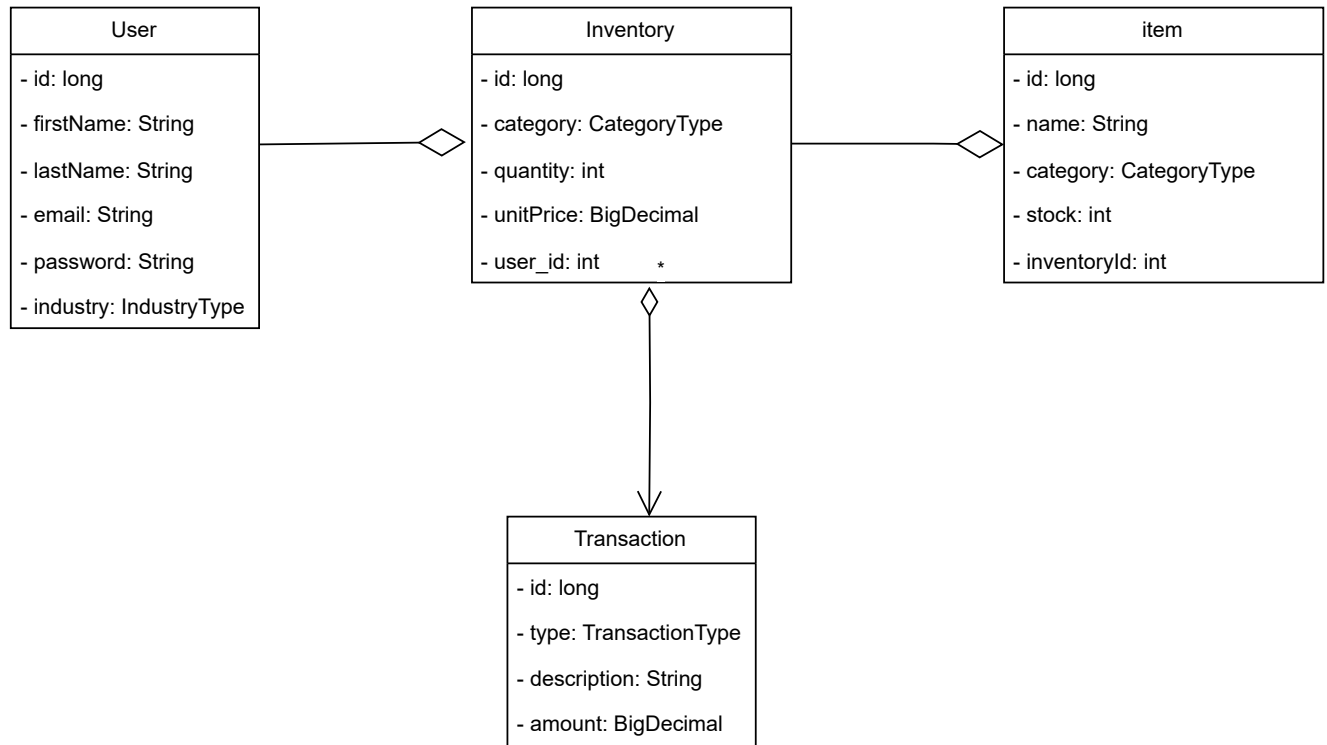 User
- id: long
- firstName: String
- lastName: String
- email: String
- password: String
- industry: IndustryType
Inventory
- id: long
- category: CategoryType
- quantity: int
- unitPrice: BigDecimal
- user_id: int
*
item
- id: long
- name: String
- category: CategoryType
- stock: int
- inventoryId: int
Transaction
- id: long
- type: TransactionType
- description: String
- amount: BigDecimal